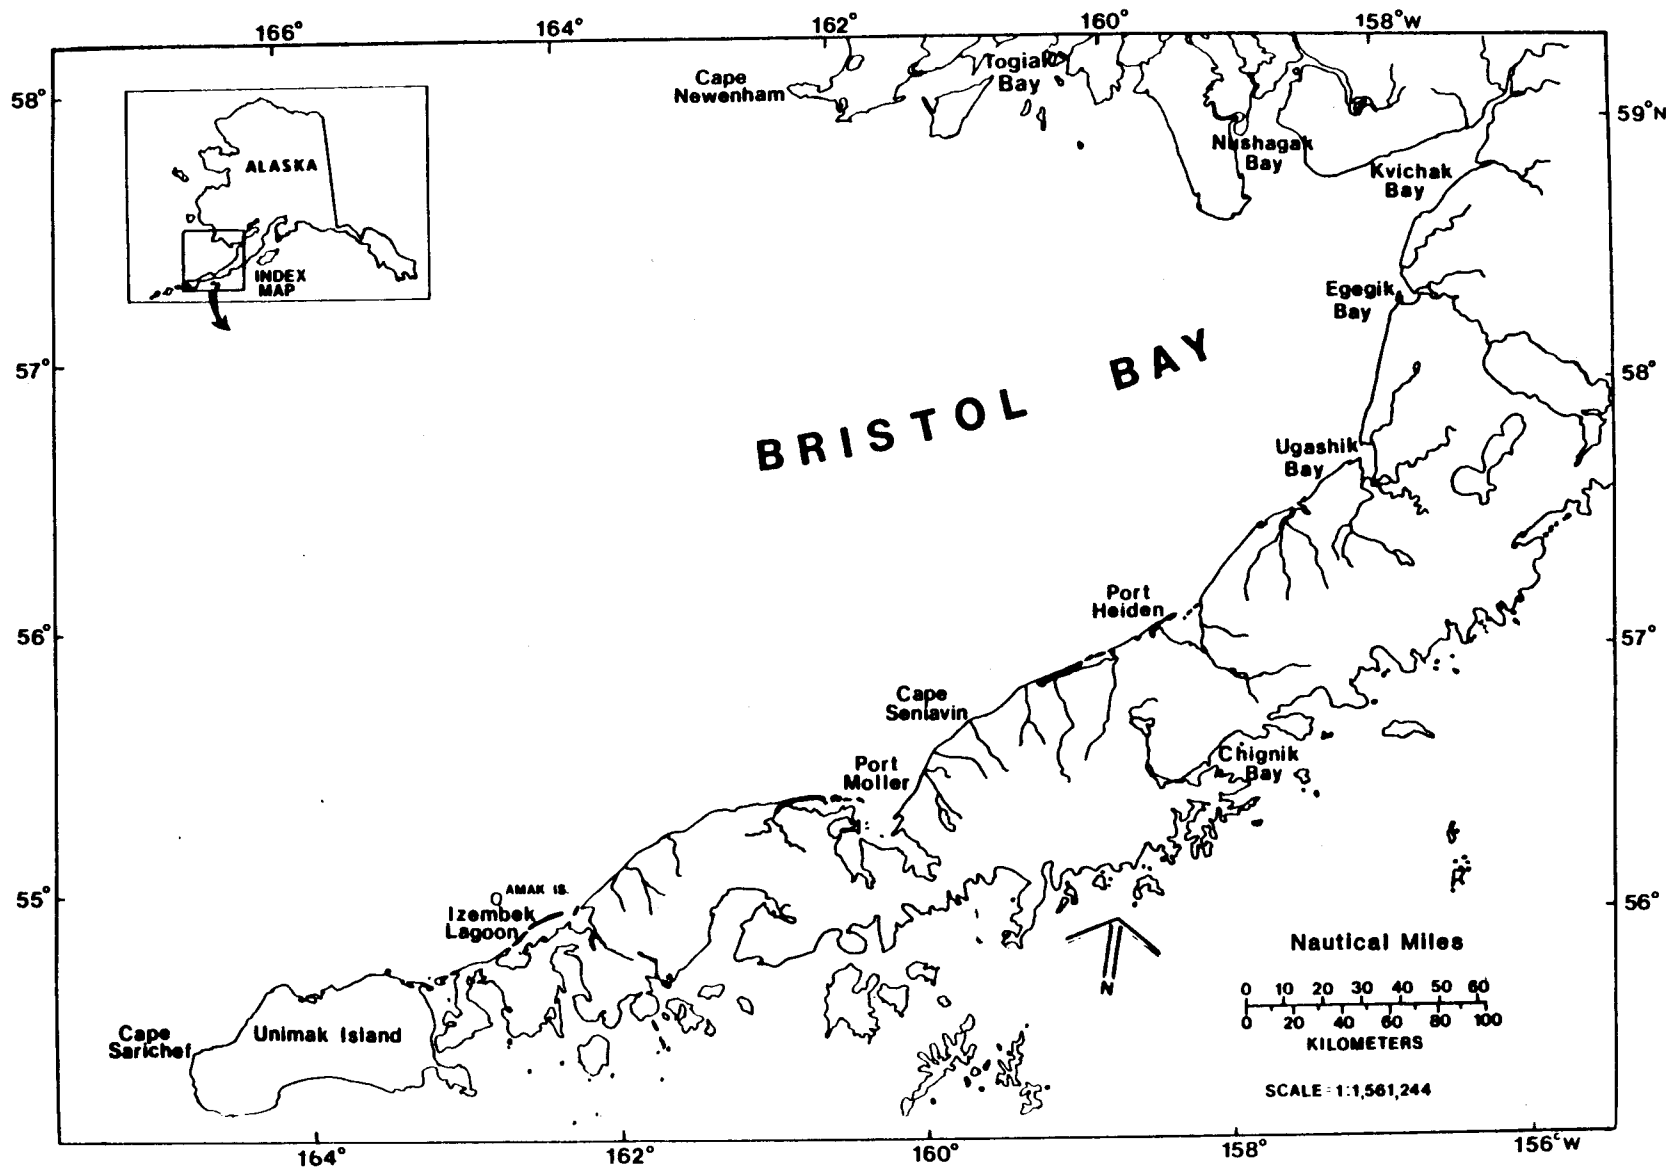 166°
164°
162°
160°
158°W
58°
57°
56°
55°
59°N
58°
57°
56°
164°
162°
160°
158°
156°W
ALASKA
INDEX
MAP
Cape
Newenham
Togiak
Bay
Nushagak
Bay
Kvichak
Bay
Egegik
Bay
BRISTOL BAY
Ugashik
Bay
Port
Heiden
Cape
Seniavin
Port
Moller
Chignik
Bay
AMAK IS.
Izembek
Lagoon
Cape
Sarichef
Unimak Island
N
Nautical Miles
0 10 20 30 40 50 60
0 20 40 60 80 100
KILOMETERS
SCALE = 1:1,561,244